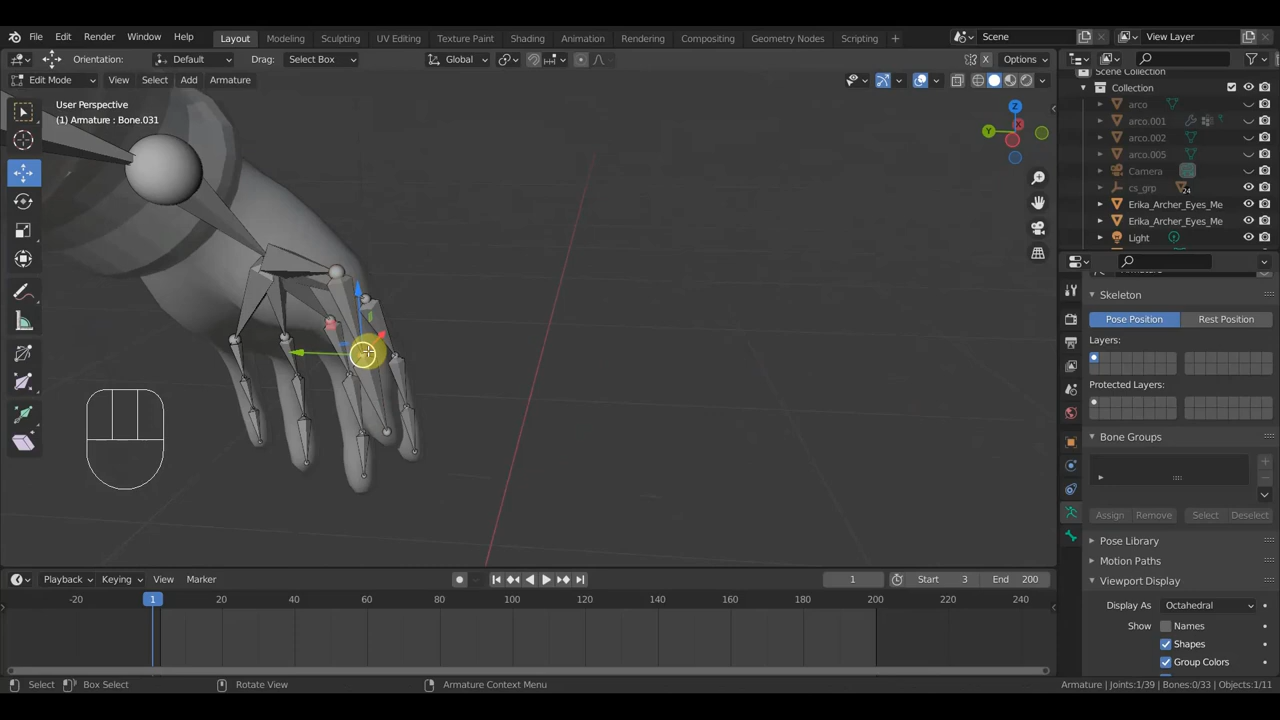 File Edit Render Window Help Layout Modeling Sculpting UV Editing Texture Paint Shading Animation Rendering Compositing Geometry Nodes Scripting + Scene View Layer
Orientation: Default Drag: Select Box Global Options
Edit Mode View Select Add Armature
User Perspective
(1) Armature : Bone.031
Z
Y
X
Scene Collection
Collection
arco
arco.001
arco.002
arco.005
Camera
cs_grp 24
Erika_Archer_Eyes_Me
Erika_Archer_Eyes_Me
Light
Skeleton
Pose Position Rest Position
Layers:
Protected Layers:
Bone Groups
Assign Remove Select Deselect
Pose Library
Motion Paths
Viewport Display
Display As Octahedral
Show Names
Shapes
Group Colors
Playback Keying View Marker 1 Start 3 End 200
-20 1 20 40 60 80 100 120 140 160 180 200 220 240
Select Box Select Rotate View Armature Context Menu Armature | Joints:1/39 | Bones:0/33 | Objects:1/11